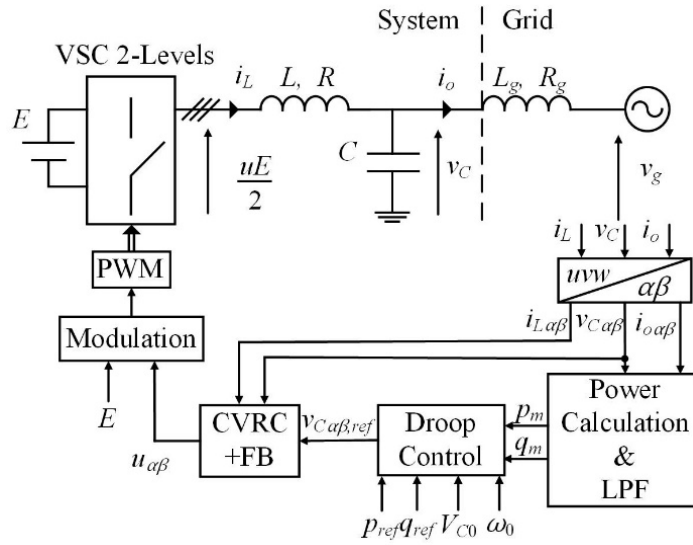 System
Grid
VSC 2-Levels
i_L
L, R
i_o
L_g, R_g
E
uE
2
C
v_C
v_g
PWM
i_L v_C i_o
uvw
αβ
i_Lαβ v_Cαβ i_oαβ
Modulation
E
u_αβ
CVRC
+FB
v_Cαβ,ref
Droop
Control
p_m
q_m
Power
Calculation
&
LPF
p_ref q_ref V_C0 ω_0